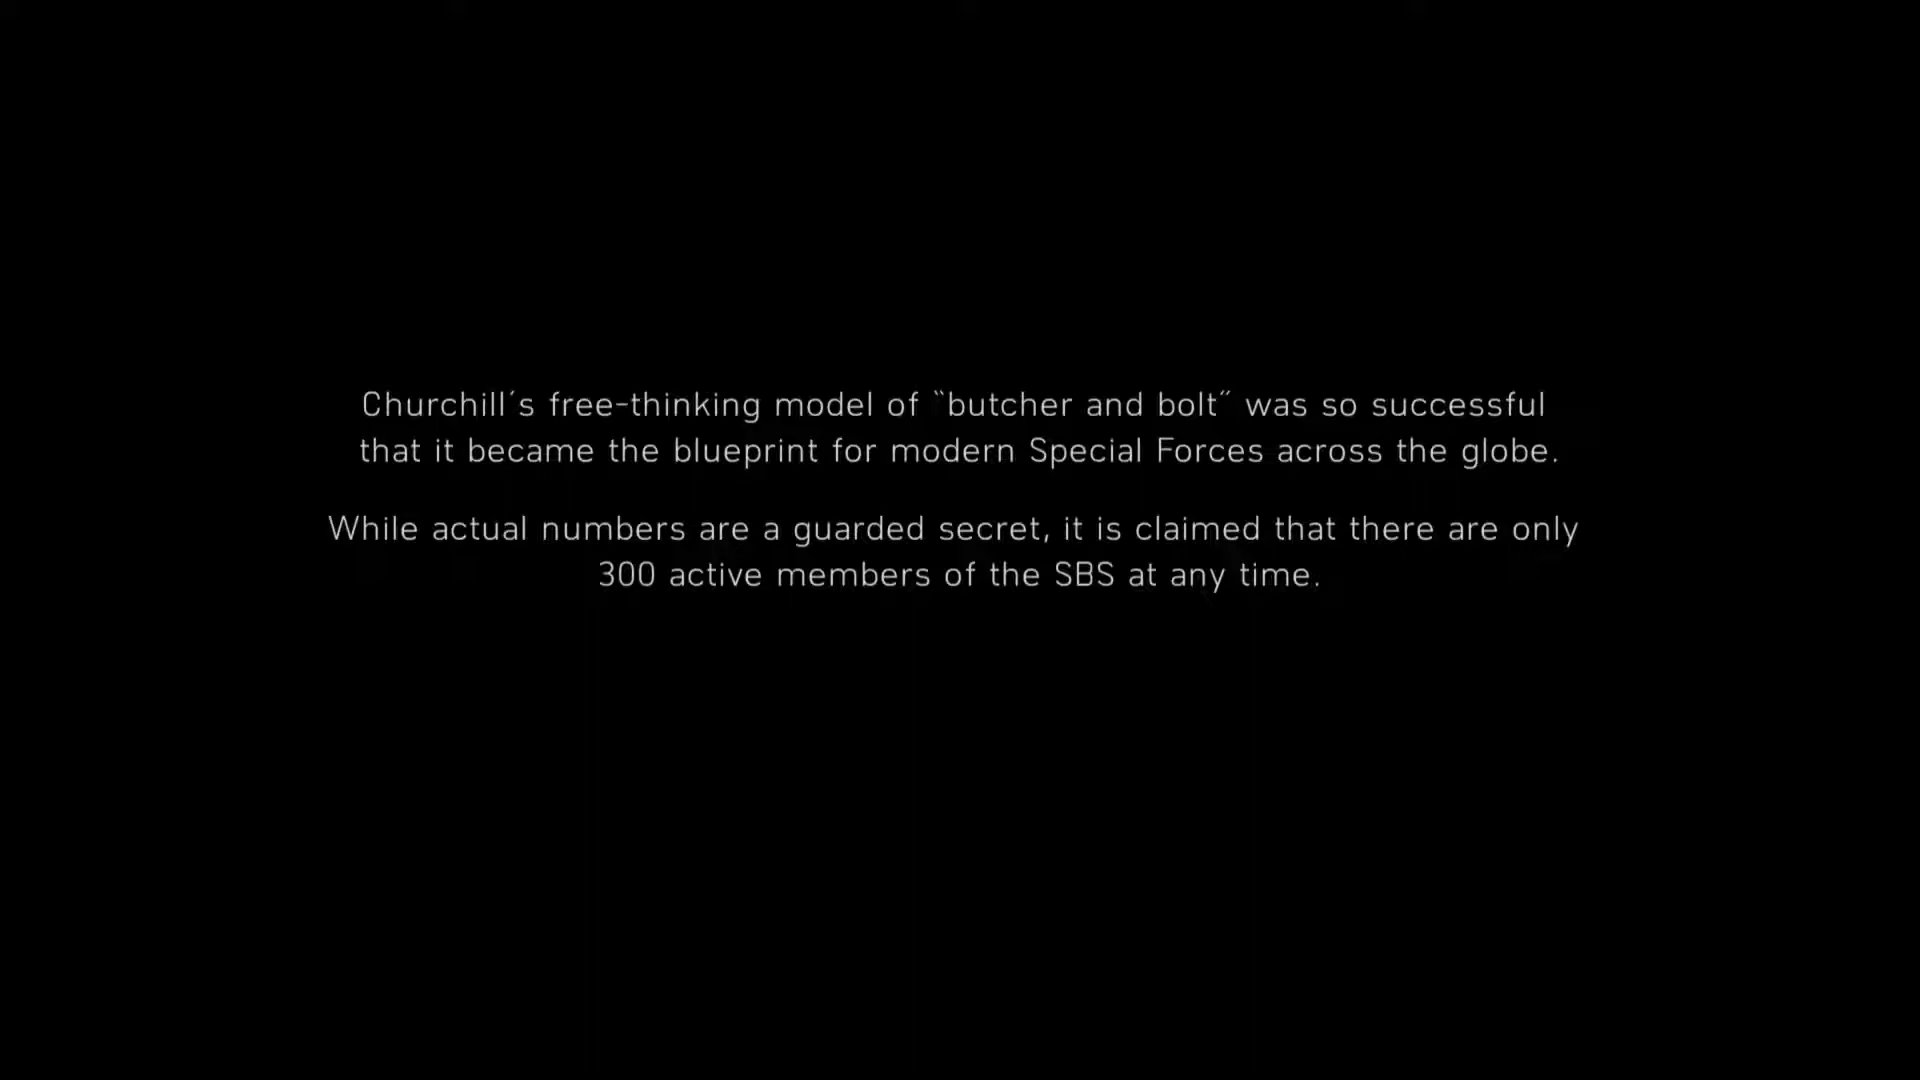 Churchill´s free-thinking model of “butcher and bolt” was so successful
that it became the blueprint for modern Special Forces across the globe.
While actual numbers are a guarded secret, it is claimed that there are only
300 active members of the SBS at any time.